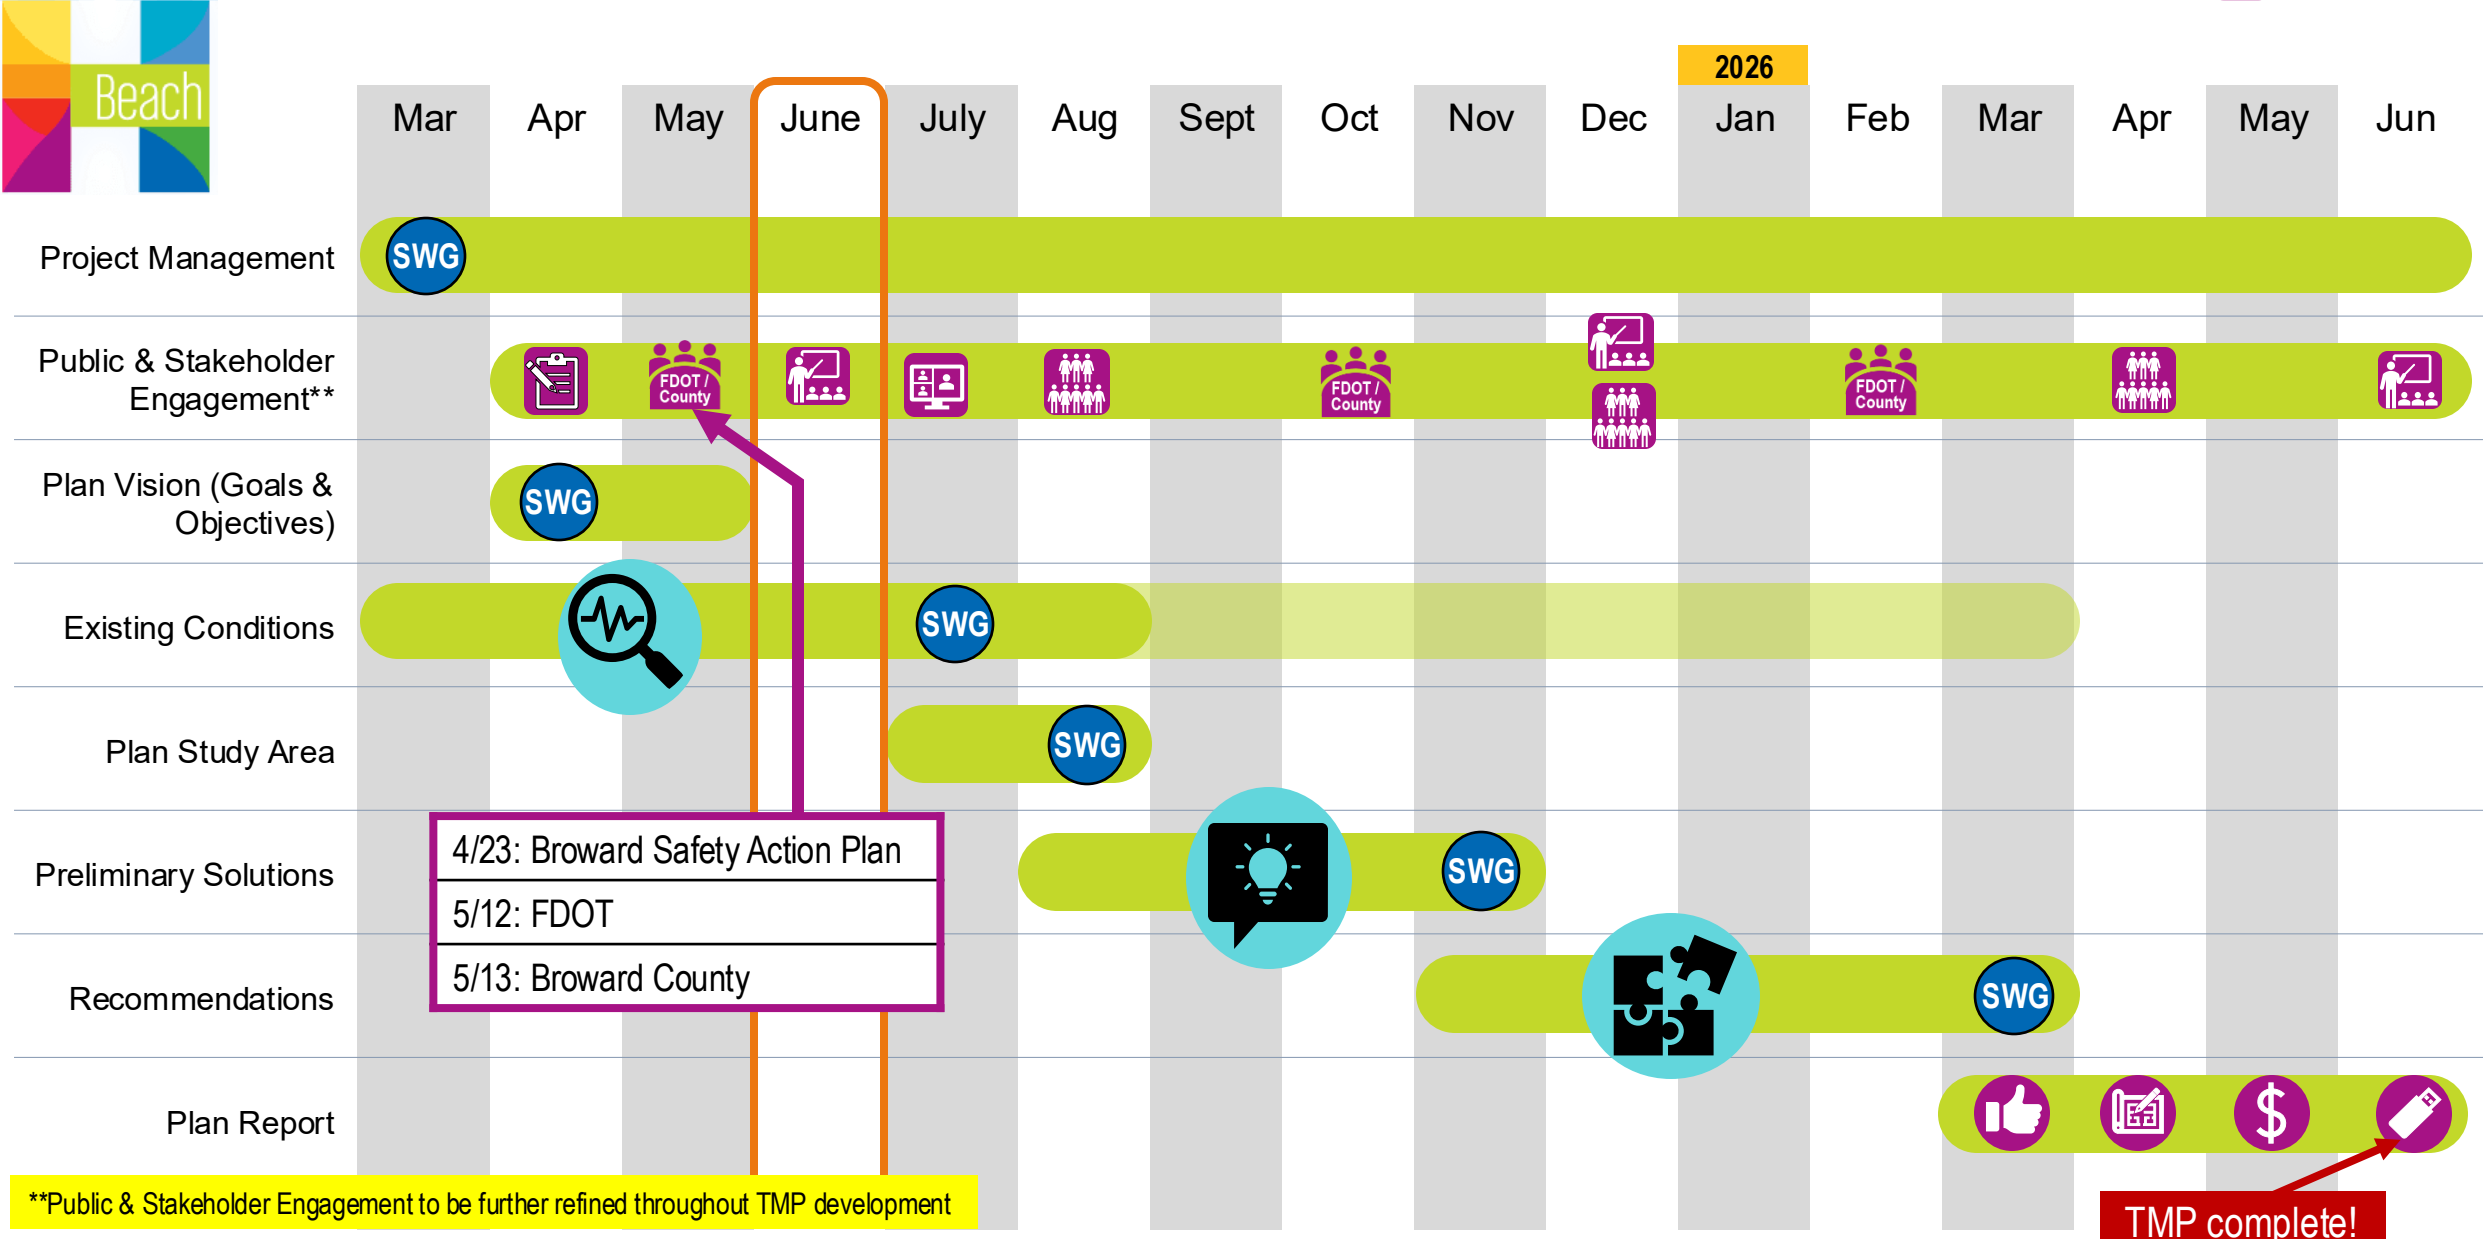 Beach
2026
Mar Apr May June July Aug Sept Oct Nov Dec Jan Feb Mar Apr May Jun
Project Management
SWG
Public & Stakeholder
Engagement**
FDOT /
County
FDOT /
County
FDOT /
County
Plan Vision (Goals &
Objectives)
SWG
Existing Conditions
SWG
Plan Study Area
SWG
Preliminary Solutions
SWG
4/23: Broward Safety Action Plan
5/12: FDOT
5/13: Broward County
Recommendations
SWG
Plan Report
$
**Public & Stakeholder Engagement to be further refined throughout TMP development
TMP complete!